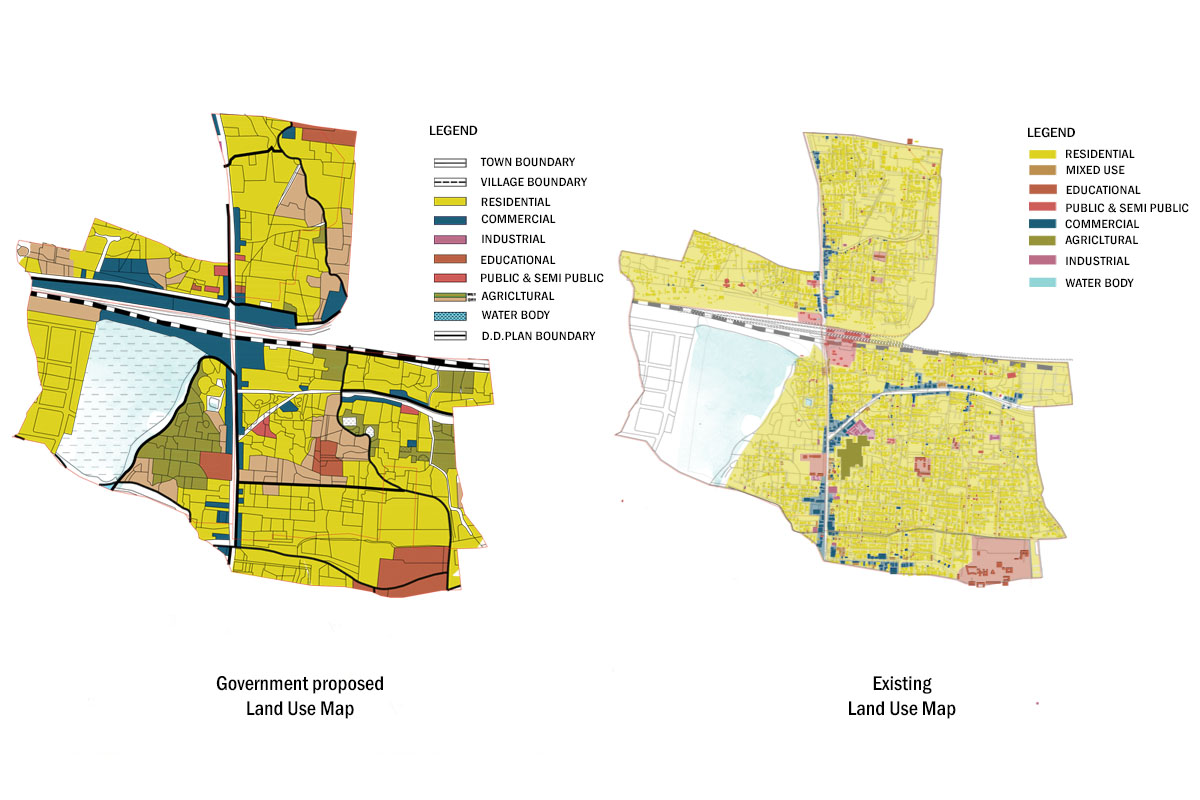 LEGEND
TOWN BOUNDARY
VILLAGE BOUNDARY
RESIDENTIAL
COMMERCIAL
INDUSTRIAL
EDUCATIONAL
PUBLIC & SEMI PUBLIC
AGRICLTURAL
WATER BODY
D.D.PLAN BOUNDARY
Government proposed
Land Use Map
LEGEND
RESIDENTIAL
MIXED USE
EDUCATIONAL
PUBLIC & SEMI PUBLIC
COMMERCIAL
AGRICLTURAL
INDUSTRIAL
WATER BODY
Existing
Land Use Map